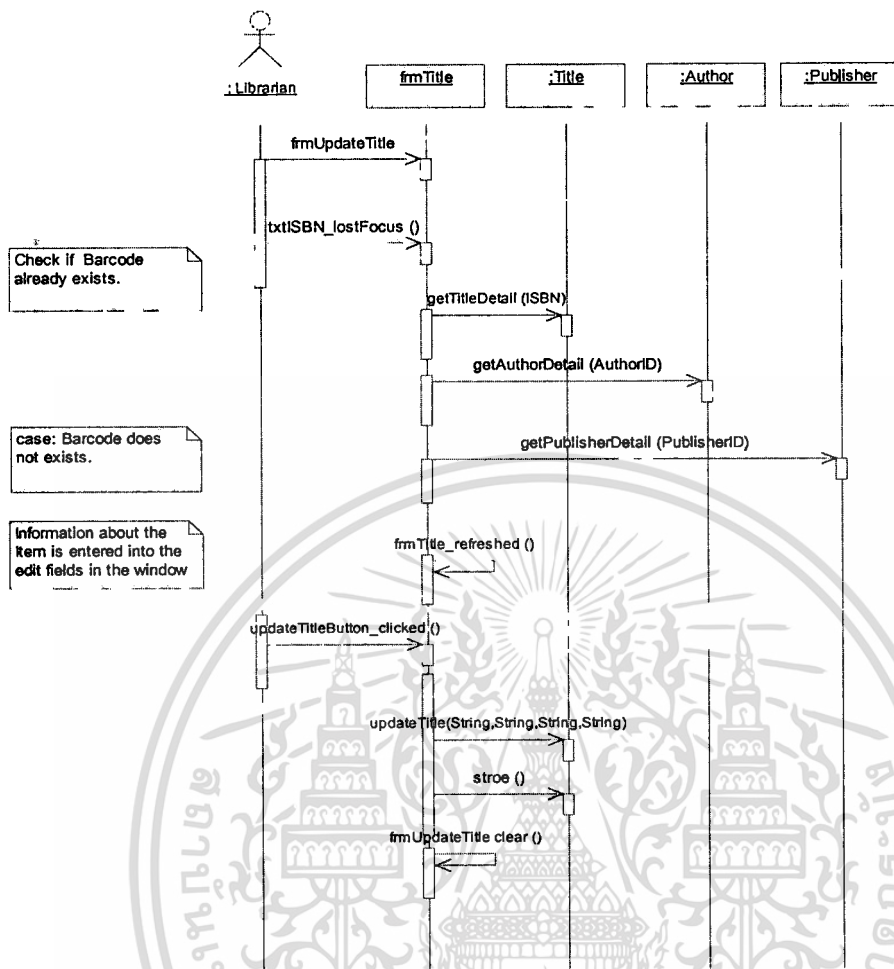 : Librarian
frmTitle
:Title
:Author
:Publisher
frmUpdateTitle
txtISBN_lostFocus ()
Check if Barcode
already exists.
getTitleDetail (ISBN)
getAuthorDetail (AuthorID)
case: Barcode does
not exists.
getPublisherDetail (PublisherID)
Information about the
item is entered into the
edit fields in the window
frmTitle_refreshed ()
updateTitleButton_clicked ()
updateTitle(String,String,String,String)
stroe ()
frmUpdateTitle clear ()